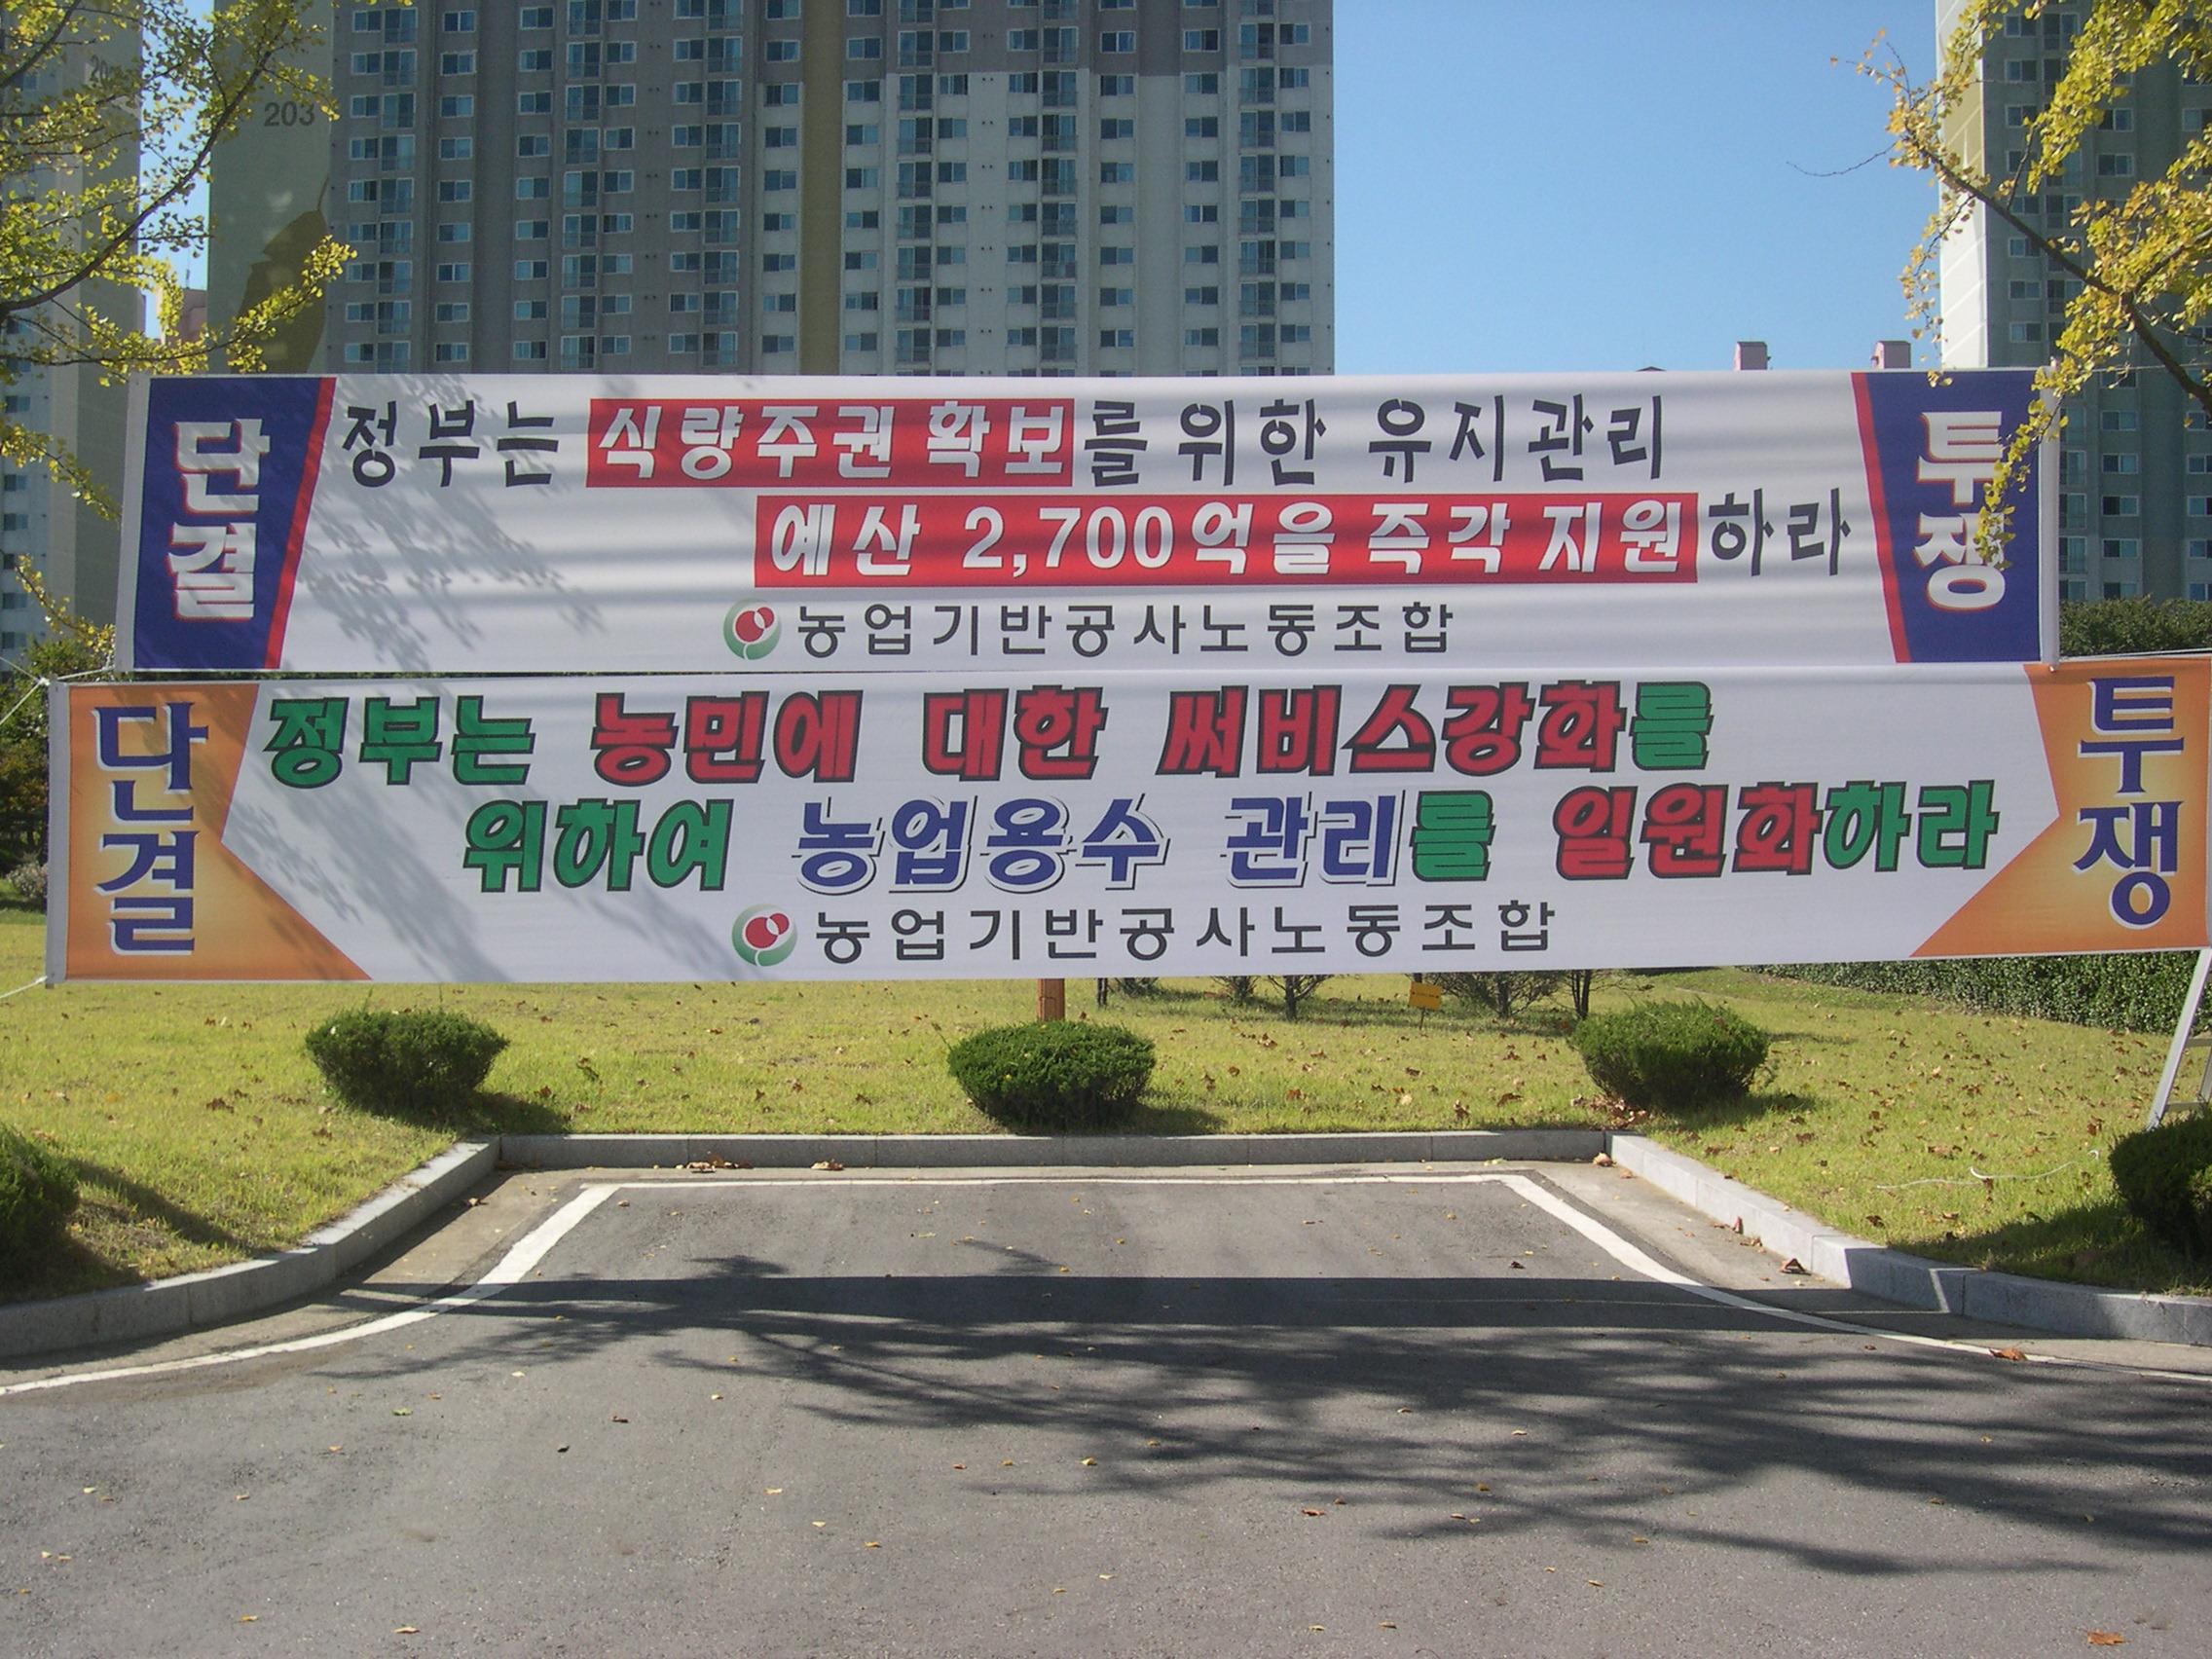 203
단결
정부는 식량주권 확보를 위한 유지관리
예산 2,700억을 즉각 지원하라
농업기반공사노동조합
투쟁
단결
정부는 농민에 대한 써비스강화를
위하여 농업용수 관리를 일원화하라
농업기반공사노동조합
투쟁